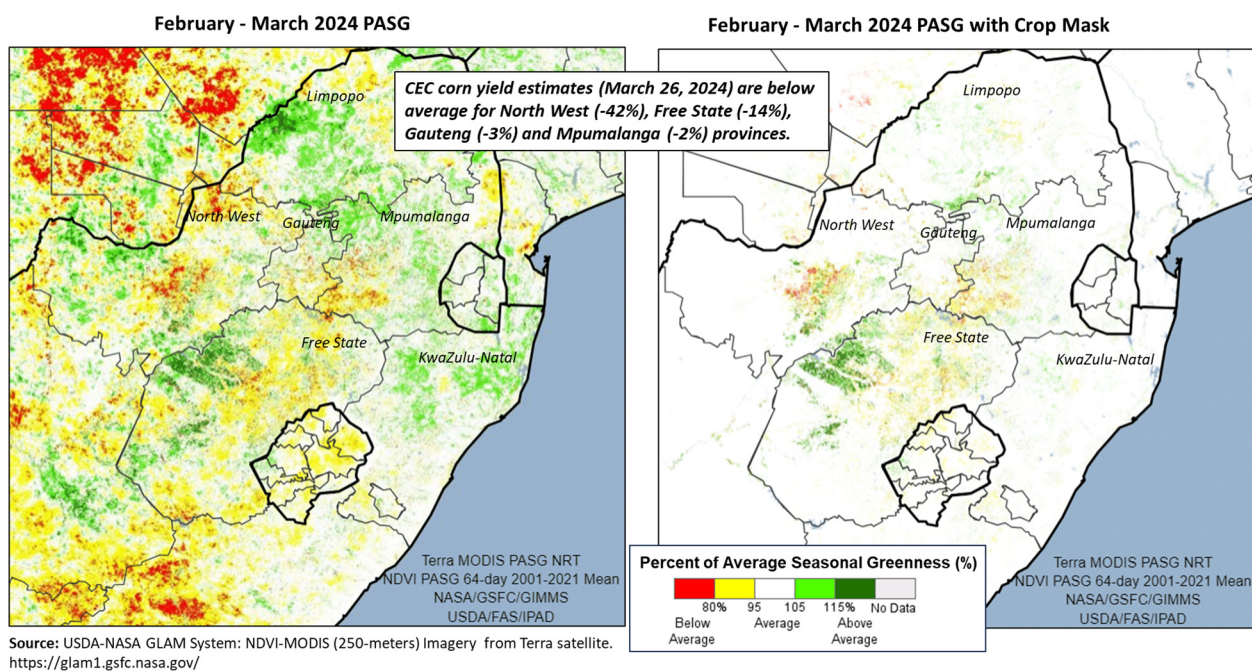 February - March 2024 PASG
February - March 2024 PASG with Crop Mask
CEC corn yield estimates (March 26, 2024) are below
average for North West (-42%), Free State (-14%),
Gauteng (-3%) and Mpumalanga (-2%) provinces.
Limpopo
North West
Gauteng
Mpumalanga
Free State
KwaZulu-Natal
Terra MODIS PASG NRT
NDVI PASG 64-day 2001-2021 Mean
NASA/GSFC/GIMMS
USDA/FAS/IPAD
Limpopo
North West
Gauteng
Mpumalanga
Free State
KwaZulu-Natal
Percent of Average Seasonal Greenness (%)
80% 95 105 115% No Data
Below Average
Average
Above Average
Terra MODIS PASG NRT
NDVI PASG 64-day 2001-2021 Mean
NASA/GSFC/GIMMS
USDA/FAS/IPAD
Source: USDA-NASA GLAM System: NDVI-MODIS (250-meters) Imagery from Terra satellite.
https://glam1.gsfc.nasa.gov/